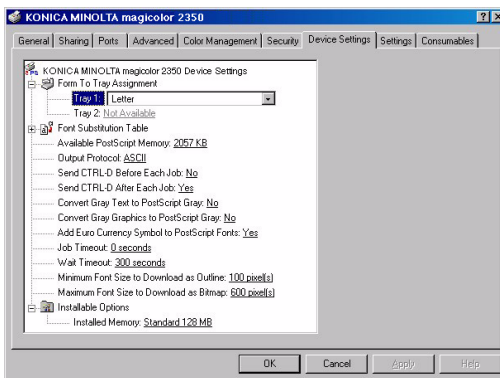 KONICA MINOLTA magicolor 2350
General Sharing Ports Advanced Color Management Security Device Settings Settings Consumables
KONICA MINOLTA magicolor 2350 Device Settings
Form To Tray Assignment
Tray 1: Letter
Tray 2: Not Available
Font Substitution Table
Available PostScript Memory: 2057 KB
Output Protocol: ASCII
Send CTRL-D Before Each Job: No
Send CTRL-D After Each Job: Yes
Convert Gray Text to PostScript Gray: No
Convert Gray Graphics to PostScript Gray: No
Add Euro Currency Symbol to PostScript Fonts: Yes
Job Timeout: 0 seconds
Wait Timeout: 300 seconds
Minimum Font Size to Download as Outline: 100 pixel(s)
Maximum Font Size to Download as Bitmap: 600 pixel(s)
Installable Options
Installed Memory: Standard 128 MB
OK Cancel Apply Help